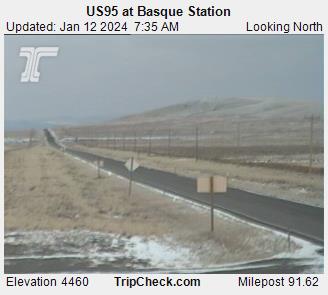 US95 at Basque Station
Updated: Jan 12 2024 7:35 AM Looking North
Elevation 4460 TripCheck.com Milepost 91.62